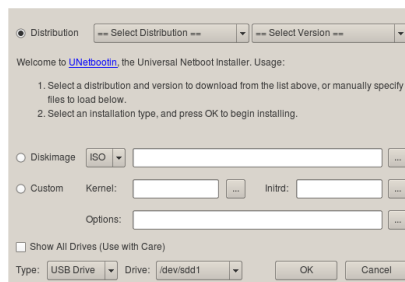 Distribution == Select Distribution == == Select Version ==
Welcome to UNetbootin, the Universal Netboot Installer. Usage:
1. Select a distribution and version to download from the list above, or manually specify
files to load below.
2. Select an installation type, and press OK to begin installing.
Diskimage ISO ...
Custom Kernel: ... Initrd: ...
Options: ...
Show All Drives (Use with Care)
Type: USB Drive Drive: /dev/sdd1 OK Cancel